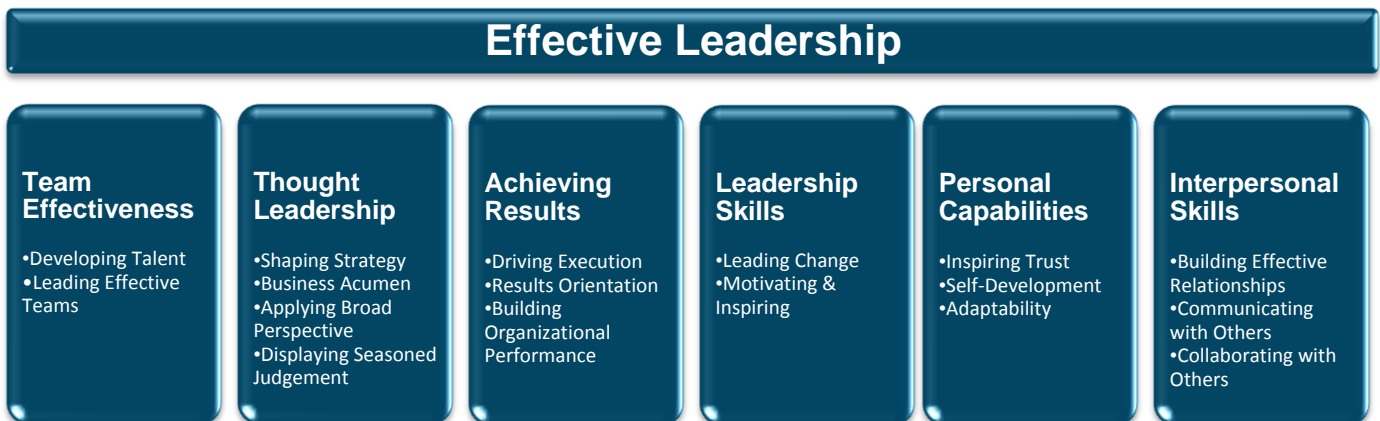 Effective Leadership
Team
Effectiveness
•Developing Talent
•Leading Effective
Teams
Thought
Leadership
•Shaping Strategy
•Business Acumen
•Applying Broad
Perspective
•Displaying Seasoned
Judgement
Achieving
Results
•Driving Execution
•Results Orientation
•Building
Organizational
Performance
Leadership
Skills
•Leading Change
•Motivating &
Inspiring
Personal
Capabilities
•Inspiring Trust
•Self-Development
•Adaptability
Interpersonal
Skills
•Building Effective
Relationships
•Communicating
with Others
•Collaborating with
Others